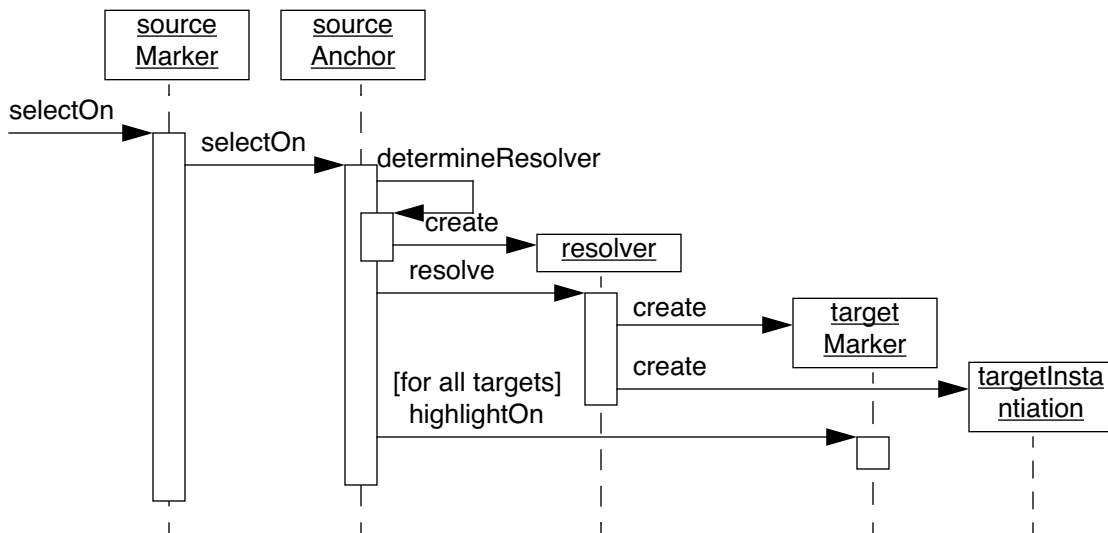 source
Marker
source
Anchor
selectOn
selectOn
determineResolver
create
resolver
resolve
create
target
Marker
create
[for all targets]
highlightOn
targetInsta
ntiation